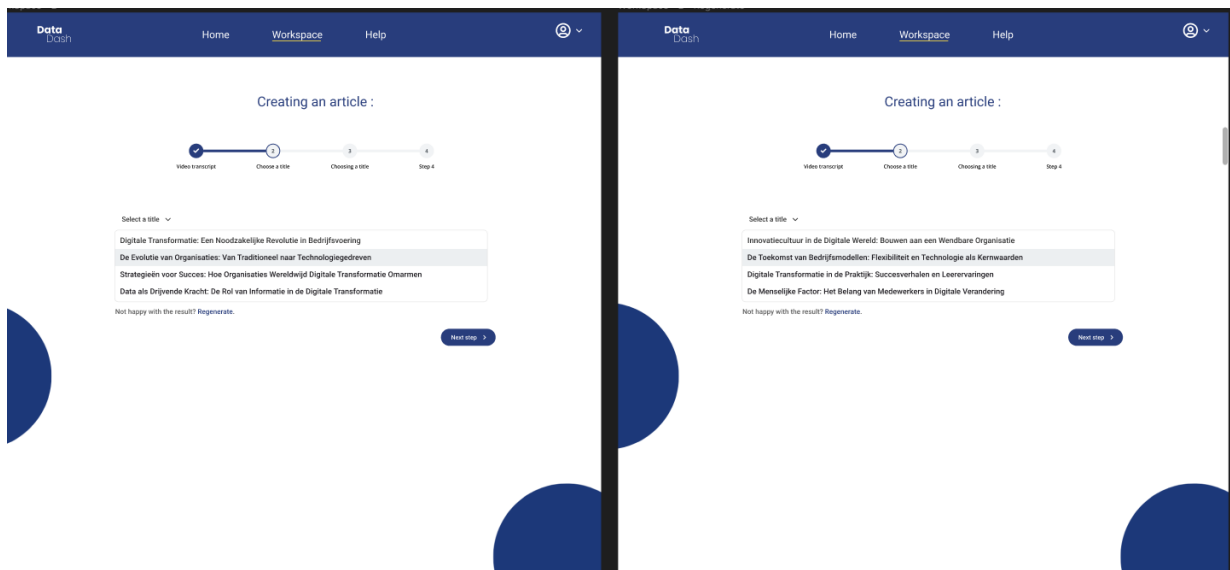 Data
Dash
Home
Workspace
Help
Creating an article :
2
3
4
Video transcript
Choose a title
Choosing a title
Step 4
Select a title
Digitale Transformatie: Een Noodzakelijke Revolutie in Bedrijfsvoering
De Evolutie van Organisaties: Van Traditioneel naar Technologiegedreven
Strategieën voor Succes: Hoe Organisaties Wereldwijd Digitale Transformatie Omarmen
Data als Drijvende Kracht: De Rol van Informatie in de Digitale Transformatie
Not happy with the result? Regenerate.
Next step
Data
Dash
Home
Workspace
Help
Creating an article :
2
3
4
Video transcript
Choose a title
Choosing a title
Step 4
Select a title
Innovatiecultuur in de Digitale Wereld: Bouwen aan een Wendbare Organisatie
De Toekomst van Bedrijfsmodellen: Flexibiliteit en Technologie als Kernwaarden
Digitale Transformatie in de Praktijk: Succesverhalen en Leerervaringen
De Menselijke Factor: Het Belang van Medewerkers in Digitale Verandering
Not happy with the result? Regenerate.
Next step